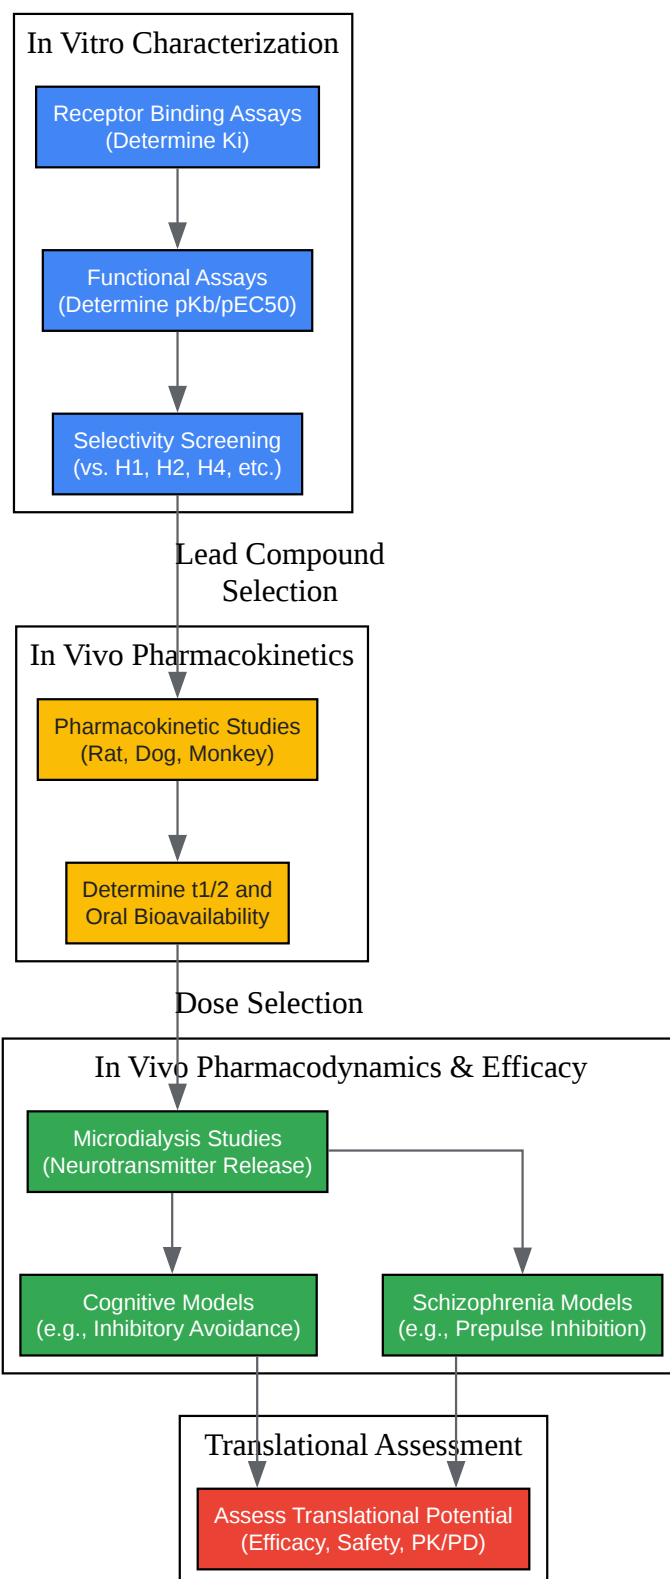 In Vitro Characterization
Receptor Binding Assays
(Determine Ki)
Functional Assays
(Determine pKb/pEC50)
Selectivity Screening
(vs. H1, H2, H4, etc.)
Lead Compound
Selection
In Vivo Pharmacokinetics
Pharmacokinetic Studies
(Rat, Dog, Monkey)
Determine t1/2 and
Oral Bioavailability
Dose Selection
In Vivo Pharmacodynamics & Efficacy
Microdialysis Studies
(Neurotransmitter Release)
Cognitive Models
(e.g., Inhibitory Avoidance)
Schizophrenia Models
(e.g., Prepulse Inhibition)
Translational Assessment
Assess Translational Potential
(Efficacy, Safety, PK/PD)